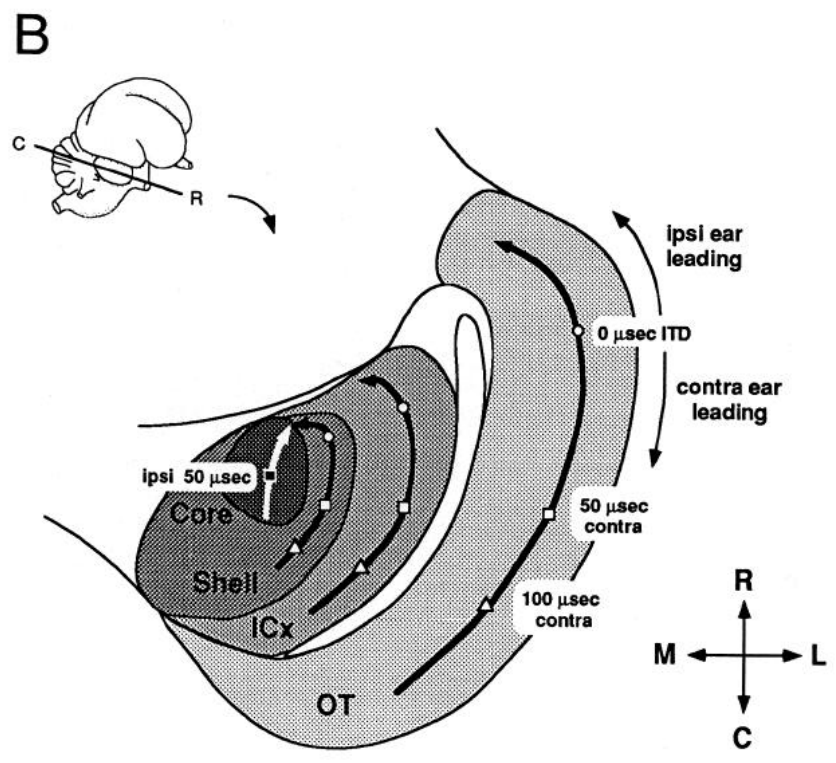 B
C
R
ipsi ear
leading
0 μsec ITD
contra ear
leading
ipsi 50 μsec
Core
50 μsec
contra
Shell
100 μsec
contra
ICx
OT
R
M
L
C